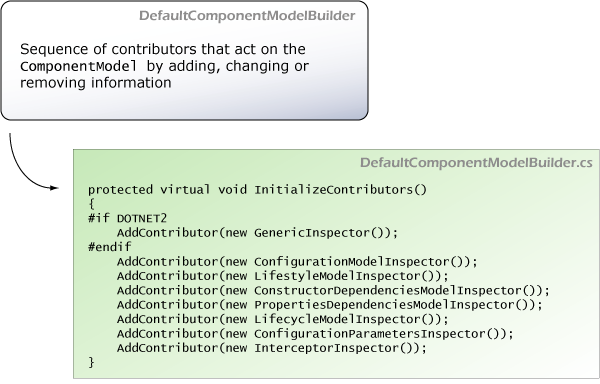 DefaultComponentModelBuilder
Sequence of contributors that act on the
ComponentModel by adding, changing or
removing information
DefaultComponentModelBuilder.cs
protected virtual void InitializeContributors()
{
#if DOTNET2
    AddContributor(new GenericInspector());
#endif
    AddContributor(new ConfigurationModelInspector());
    AddContributor(new LifestyleModelInspector());
    AddContributor(new ConstructorDependenciesModelInspector());
    AddContributor(new PropertiesDependenciesModelInspector());
    AddContributor(new LifecycleModelInspector());
    AddContributor(new ConfigurationParametersInspector());
    AddContributor(new InterceptorInspector());
}